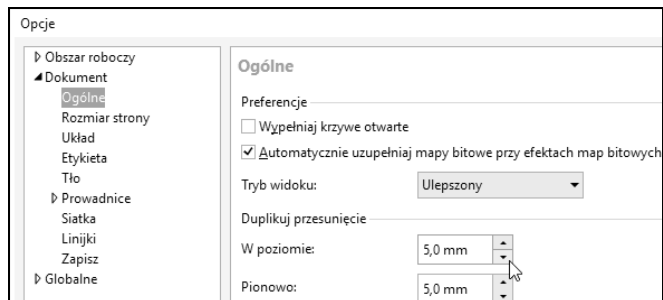 Opcje
Obszar roboczy
Dokument
Ogólne
Rozmiar strony
Układ
Etykieta
Tło
Prowadnice
Siatka
Linijki
Zapisz
Globalne
Ogólne
Preferencje
Wypełniaj krzywe otwarte
Automatycznie uzupełniaj mapy bitowe przy efektach map bitowych
Tryb widoku: Ulepszony
Duplikuj przesunięcie
W poziomie: 5,0 mm
Pionowo: 5,0 mm